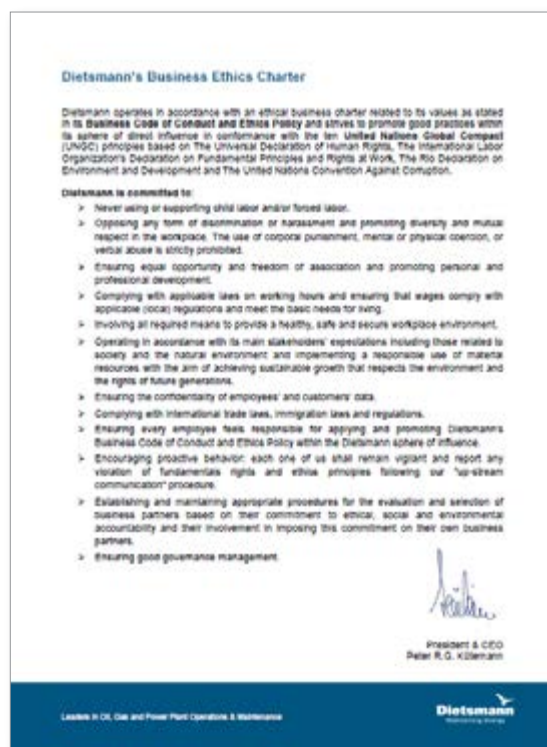 Dietsmann's Business Ethics Charter
Dietsmann operates in accordance with an ethical business charter related to its values as stated
in its Business Code of Conduct and Ethics Policy and strives to promote good practices within
its sphere of direct influence in conformance with the ten United Nations Global Compact
(UNGC) principles based on The Universal Declaration of Human Rights, The International Labor
Organization's Declaration on Fundamental Principles and Rights at Work, The Rio Declaration on
Environment and Development and The United Nations Convention Against Corruption.
Dietsmann is committed to:
➢ Never using or supporting child labor and/or forced labor.
➢ Opposing any form of discrimination or harassment and promoting diversity and mutual
respect in the workplace. The use of corporal punishment, mental or physical coercion, or
verbal abuse is strictly prohibited.
➢ Ensuring equal opportunity and freedom of association and promoting personal and
professional development.
➢ Complying with applicable laws on working hours and ensuring that wages comply with
applicable (local) regulations and meet the basic needs for living.
➢ Involving all required means to provide a healthy, safe and secure workplace environment.
➢ Operating in accordance with its main stakeholders' expectations including those related to
society and the natural environment and implementing a responsible use of material
resources with the aim of achieving sustainable growth that respects the environment and
the rights of future generations.
➢ Ensuring the confidentiality of employees' and customers' data.
➢ Complying with international trade laws, immigration laws and regulations.
➢ Ensuring every employee feels responsible for applying and promoting Dietsmann's
Business Code of Conduct and Ethics Policy within the Dietsmann sphere of influence.
➢ Encouraging proactive behavior: each one of us shall remain vigilant and report any
violation of fundamentals rights and ethics principles following our "up-stream
communication" procedure.
➢ Establishing and maintaining appropriate procedures for the evaluation and selection of
business partners based on their commitment to ethical, social and environmental
accountability and their involvement in imposing this commitment on their own business
partners.
➢ Ensuring good governance management.
President & CEO
Peter R.G. Kütemann
Leaders in Oil, Gas and Power Plant Operations & Maintenance
Dietsmann
Maintaining Energy